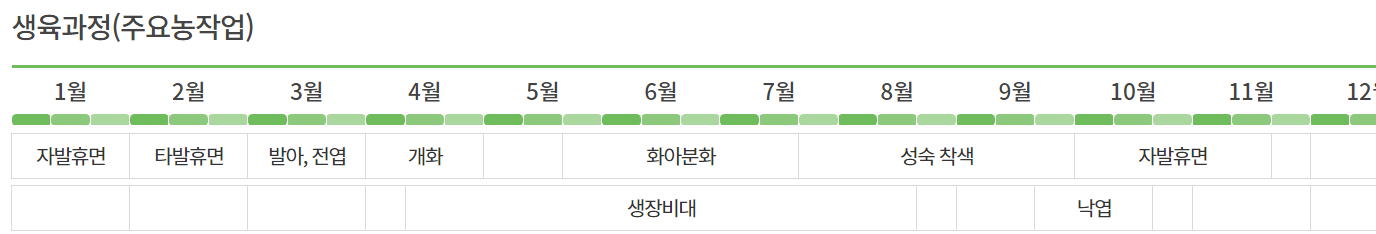 생육과정(주요농작업)
1월 2월 3월 4월 5월 6월 7월 8월 9월 10월 11월 12
자발휴면 타발휴면 발아, 전엽 개화 화아분화 성숙 착색 자발휴면
생장비대 낙엽